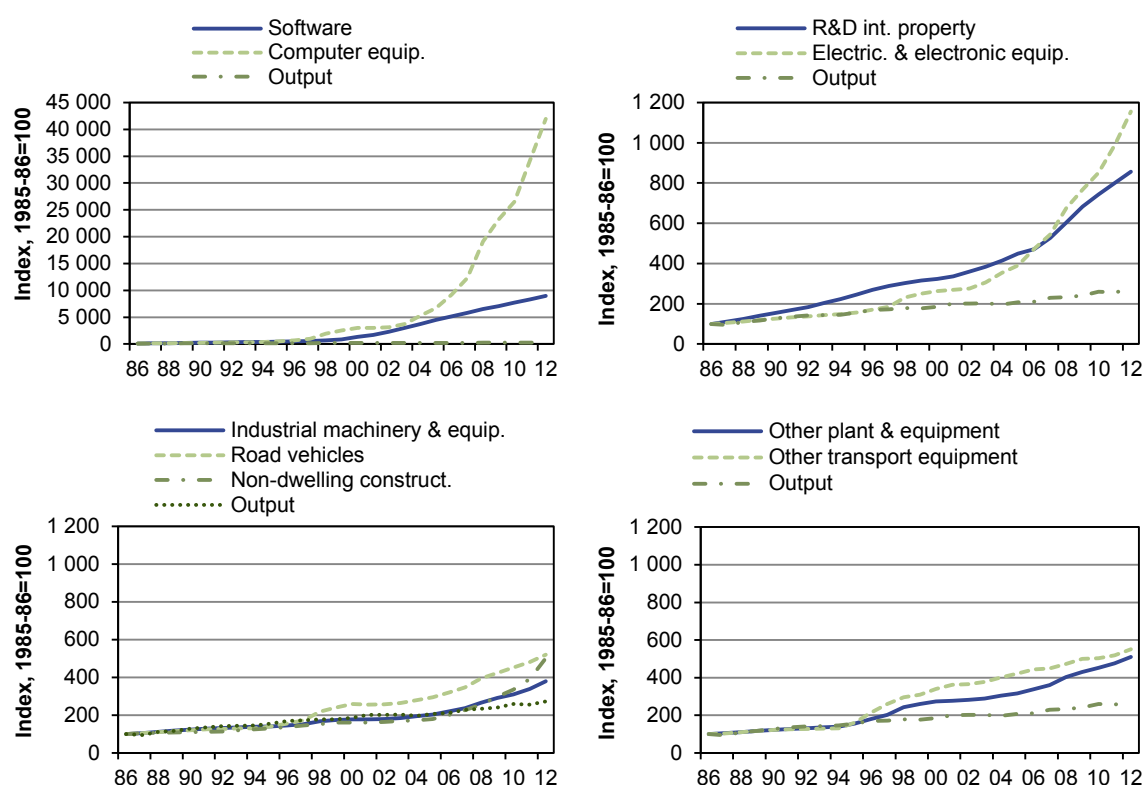 Software
Computer equip.
Output
Index, 1985-86=100
45 000
40 000
35 000
30 000
25 000
20 000
15 000
10 000
5 000
0
86 88 90 92 94 96 98 00 02 04 06 08 10 12
R&D int. property
Electric. & electronic equip.
Output
Index, 1985-86=100
1 200
1 000
800
600
400
200
0
86 88 90 92 94 96 98 00 02 04 06 08 10 12
Industrial machinery & equip.
Road vehicles
Non-dwelling construct.
Output
Index, 1985-86=100
1 200
1 000
800
600
400
200
0
86 88 90 92 94 96 98 00 02 04 06 08 10 12
Other plant & equipment
Other transport equipment
Output
Index, 1985-86=100
1 200
1 000
800
600
400
200
0
86 88 90 92 94 96 98 00 02 04 06 08 10 12